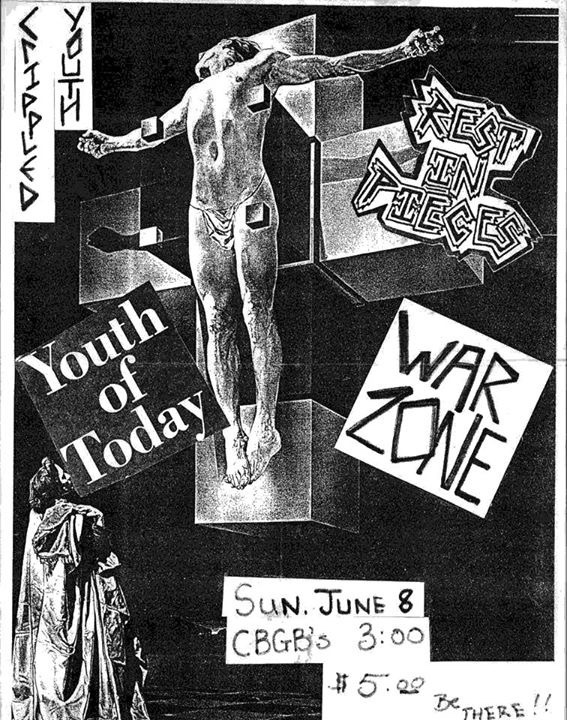 YOUTH
REST
IN
PIECES
Youth
of
Today
WAR
ZONE
SUN. JUNE 8
CBGB's 3:00
$5.00
Be THERE!!